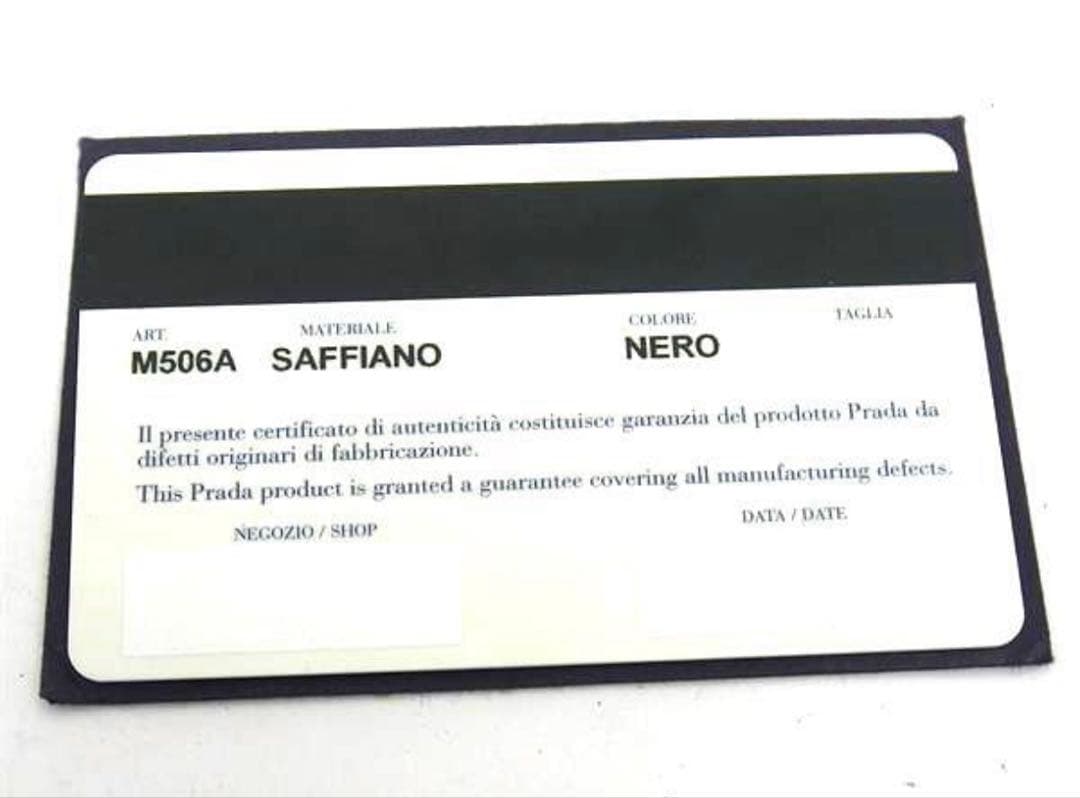 ART. MATERIALE COLORE TAGLIA
M506A SAFFIANO NERO
Il presente certificato di autenticità costituisce garanzia del prodotto Prada da
difetti originari di fabbricazione.
This Prada product is granted a guarantee covering all manufacturing defects.
NEGOZIO / SHOP DATA / DATE